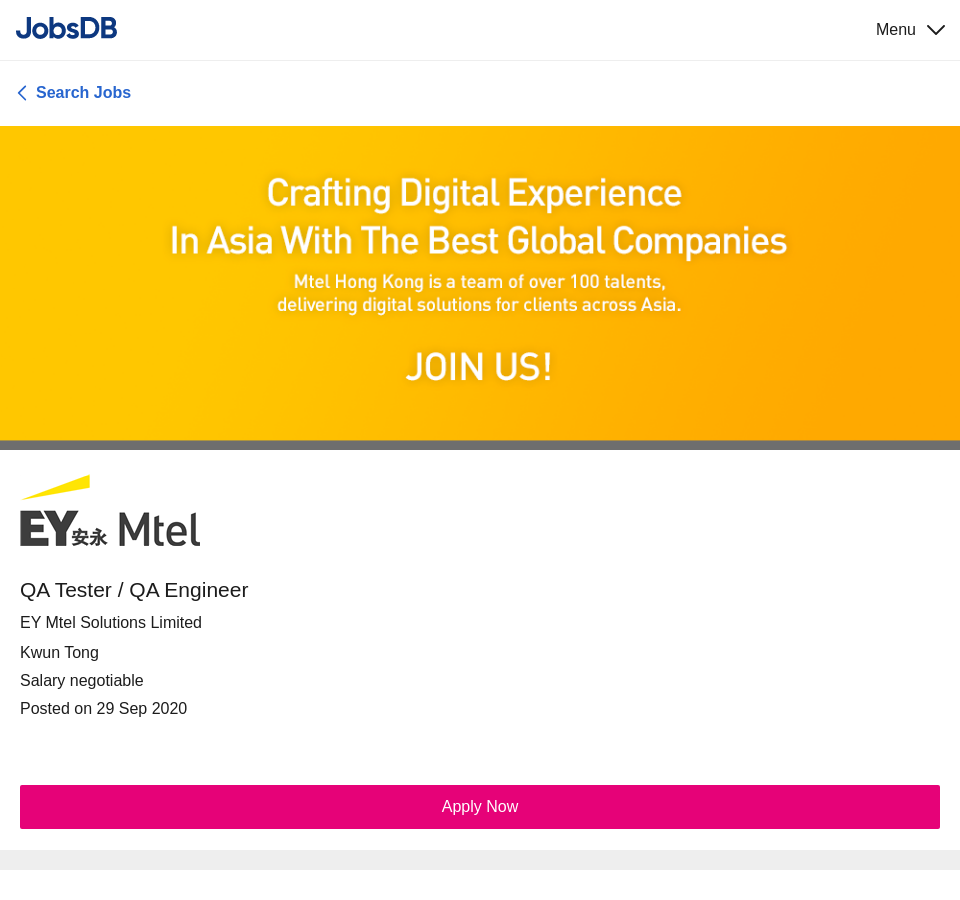 JobsDB
Menu
Search Jobs
Crafting Digital Experience
In Asia With The Best Global Companies
Mtel Hong Kong is a team of over 100 talents,
delivering digital solutions for clients across Asia.
JOIN US!
EY安永 Mtel
QA Tester / QA Engineer
EY Mtel Solutions Limited
Kwun Tong
Salary negotiable
Posted on 29 Sep 2020
Apply Now